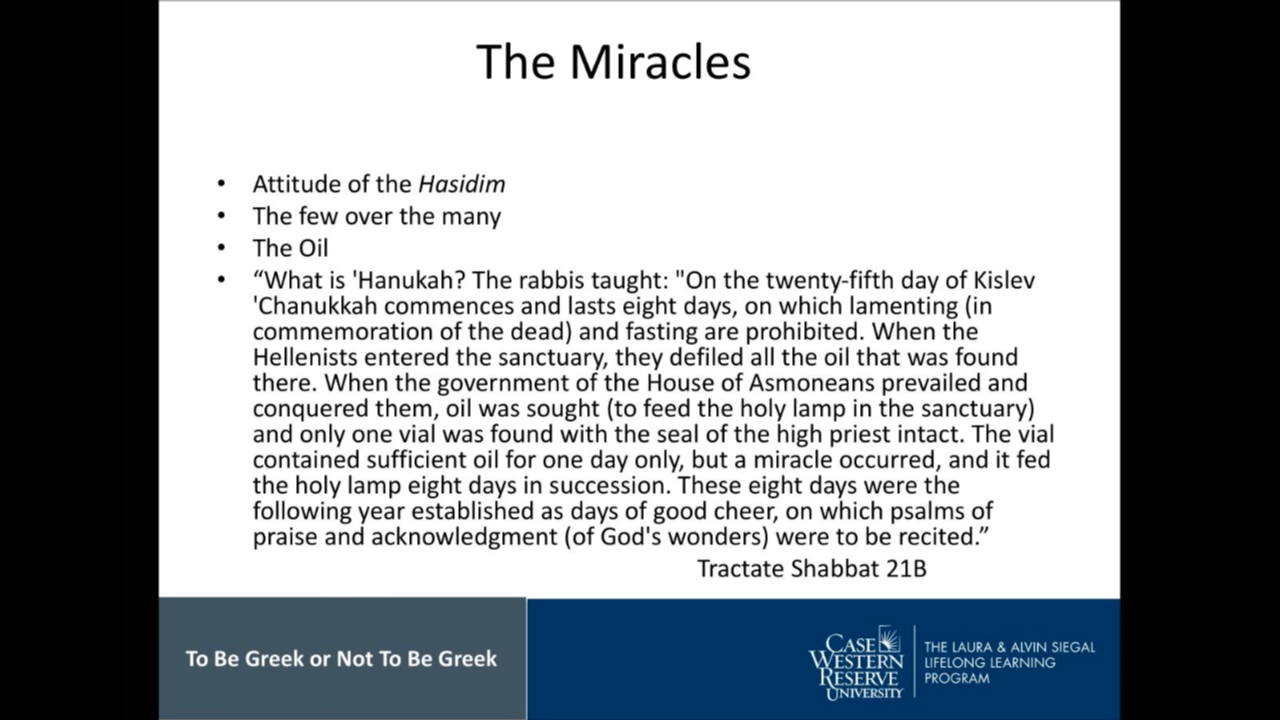 The Miracles
• Attitude of the Hasidim
• The few over the many
• The Oil
• “What is 'Hanukah? The rabbis taught: "On the twenty-fifth day of Kislev
'Chanukkah commences and lasts eight days, on which lamenting (in
commemoration of the dead) and fasting are prohibited. When the
Hellenists entered the sanctuary, they defiled all the oil that was found
there. When the government of the House of Asmoneans prevailed and
conquered them, oil was sought (to feed the holy lamp in the sanctuary)
and only one vial was found with the seal of the high priest intact. The vial
contained sufficient oil for one day only, but a miracle occurred, and it fed
the holy lamp eight days in succession. These eight days were the
following year established as days of good cheer, on which psalms of
praise and acknowledgment (of God's wonders) were to be recited.”
Tractate Shabbat 21B
To Be Greek or Not To Be Greek
CASE
WESTERN
RESERVE
UNIVERSITY
THE LAURA & ALVIN SIEGAL
LIFELONG LEARNING
PROGRAM